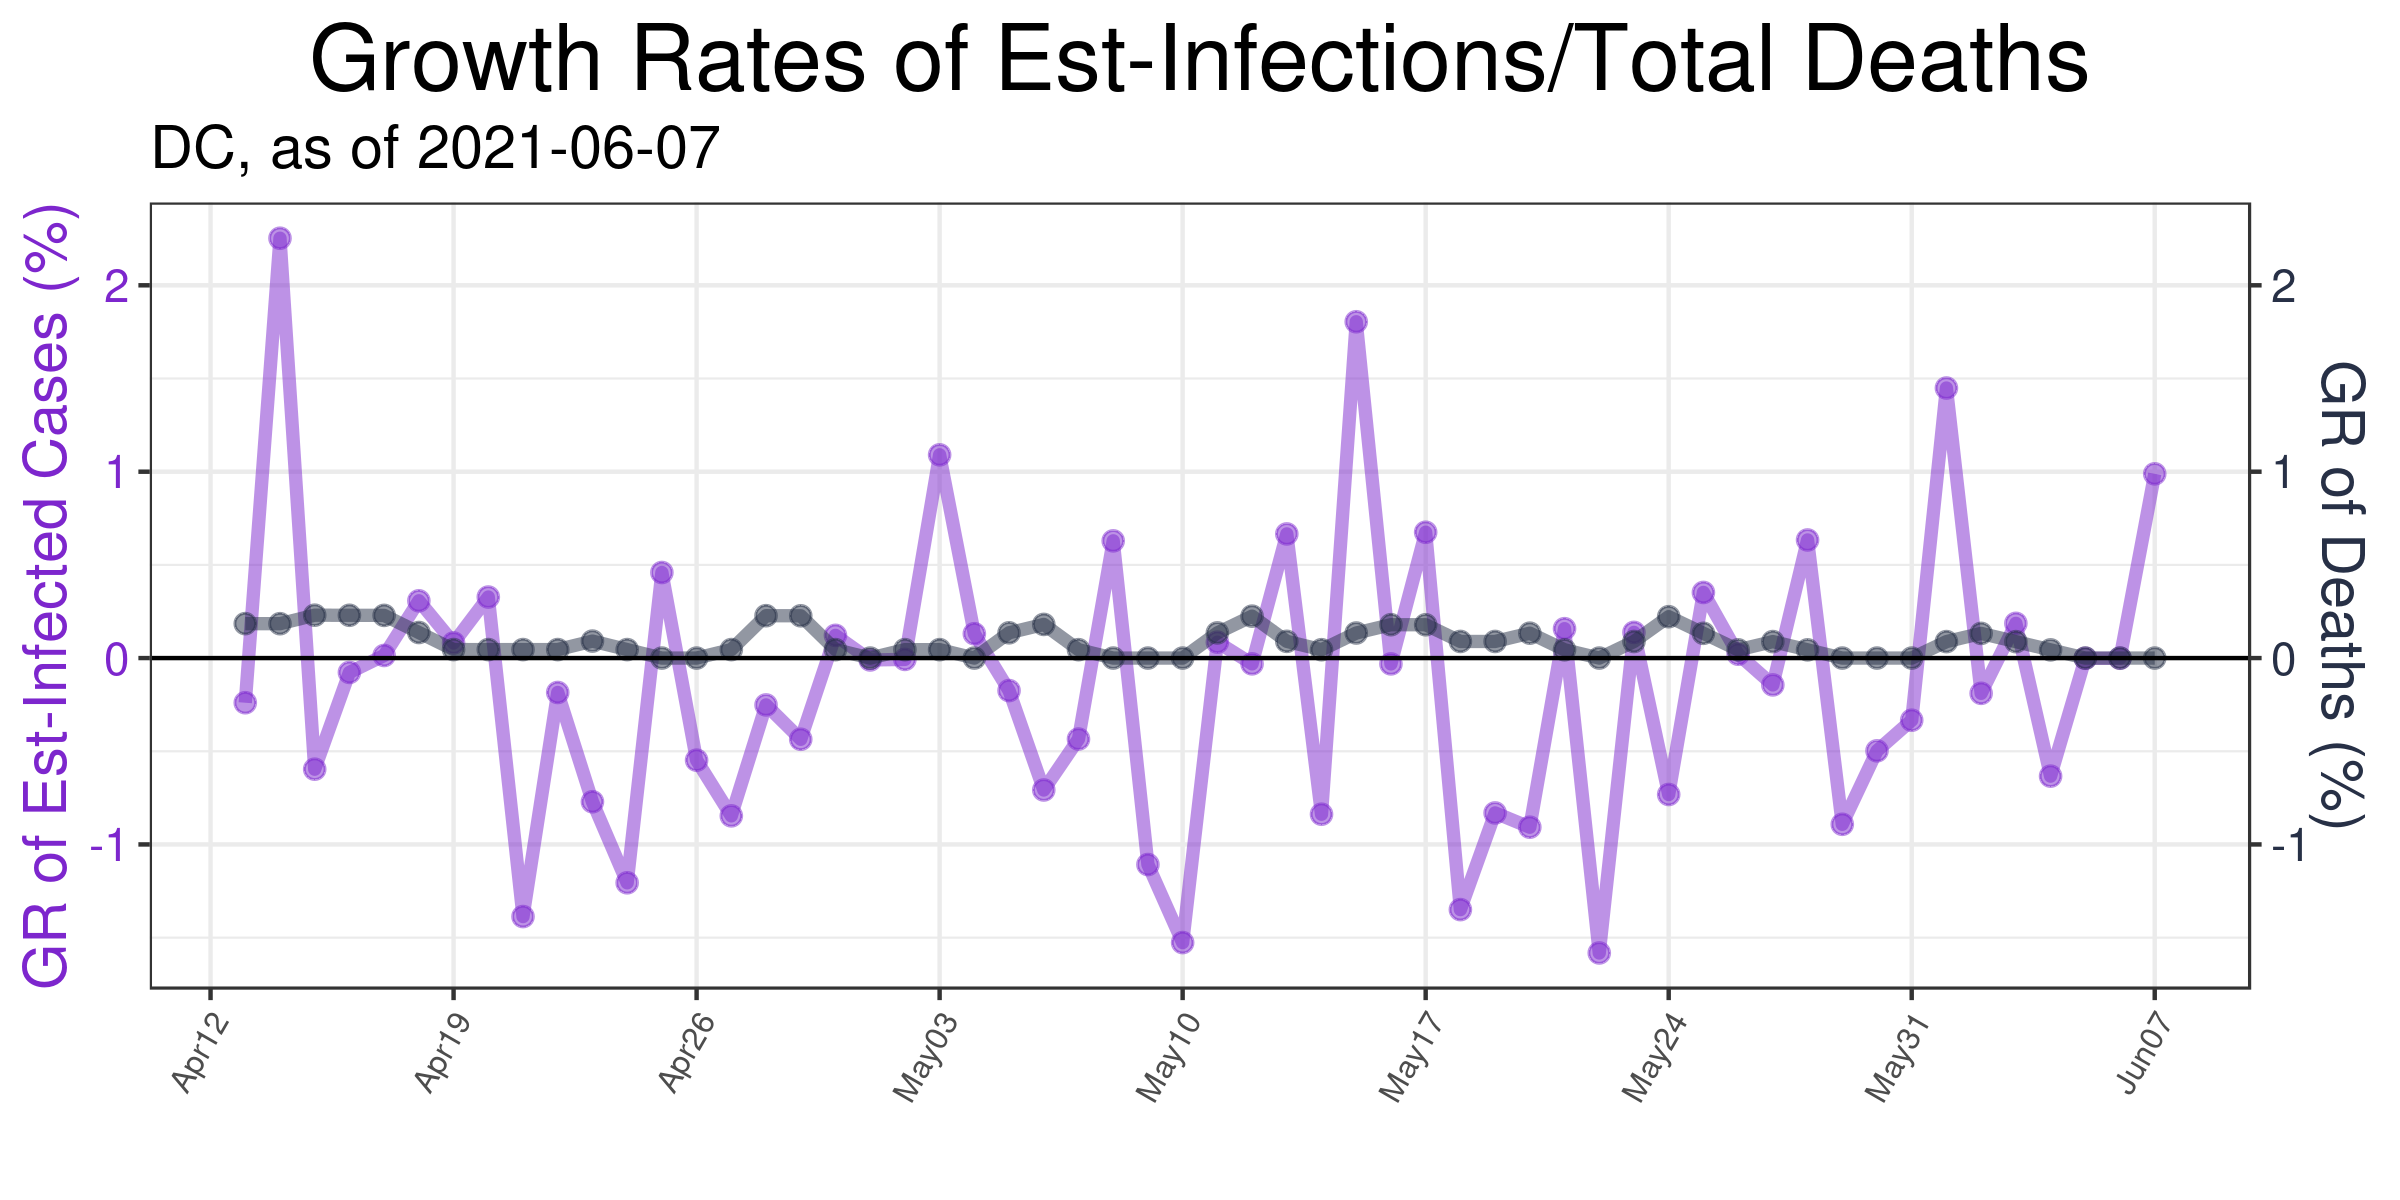 Growth Rates of Est-Infections/Total Deaths
DC, as of 2021-06-07
GR of Est-Infected Cases (%)
2
1
0
-1
2
1
0
-1
GR of Deaths (%)
Apr12
Apr19
Apr26
May03
May10
May17
May24
May31
Jun07